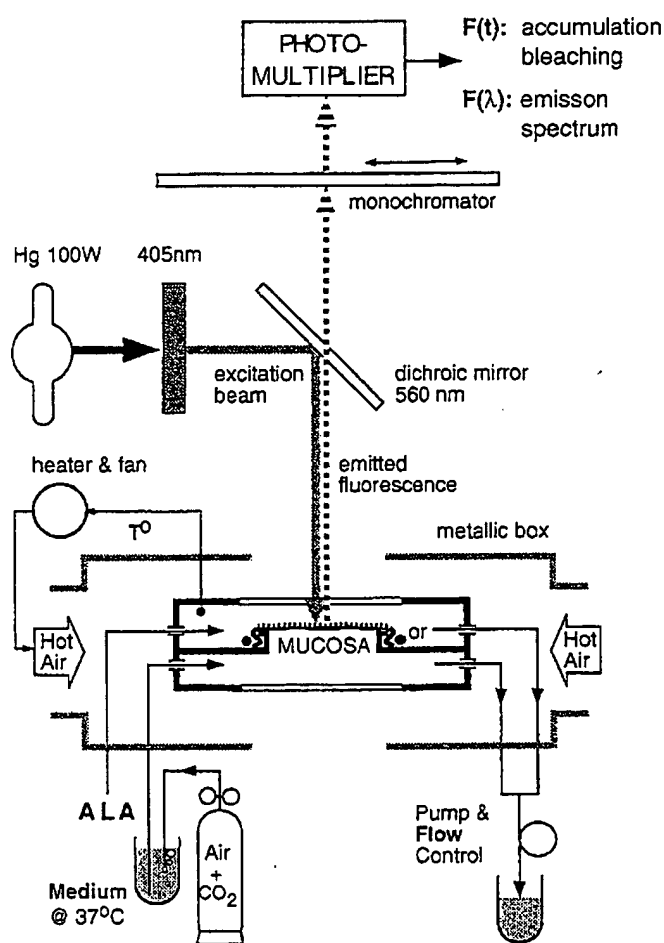 PHOTO-
MULTIPLIER
F(t): accumulation
bleaching
F(λ): emisson
spectrum
monochromator
Hg 100W
405nm
excitation
beam
dichroic mirror
560 nm
heater & fan
emitted
fluorescence
T°
metallic box
Hot
Air
MUCOSA
or
Hot
Air
ALA
Air
+
CO₂
Medium
@ 37°C
Pump &
Flow
Control